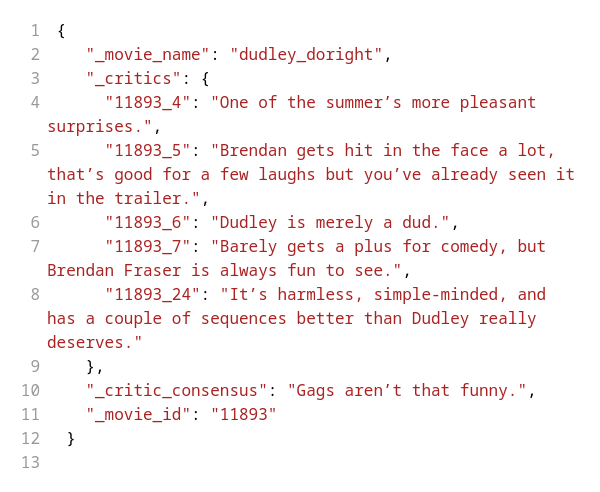 1 {
2 "_movie_name": "dudley_doright",
3 "_critics": {
4 "11893_4": "One of the summer’s more pleasant
surprises.",
5 "11893_5": "Brendan gets hit in the face a lot,
that’s good for a few laughs but you’ve already seen it
in the trailer.",
6 "11893_6": "Dudley is merely a dud.",
7 "11893_7": "Barely gets a plus for comedy, but
Brendan Fraser is always fun to see.",
8 "11893_24": "It’s harmless, simple-minded, and
has a couple of sequences better than Dudley really
deserves."
9 },
10 "_critic_consensus": "Gags aren’t that funny.",
11 "_movie_id": "11893"
12 }
13